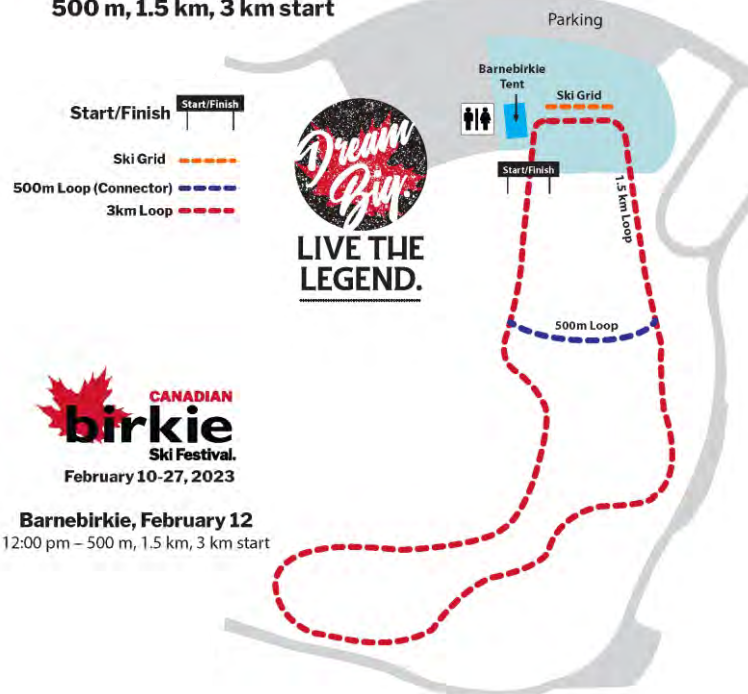 500 m, 1.5 km, 3 km start
Parking
Barnebirkie
Tent
Ski Grid
Start/Finish
Start/Finish
Ski Grid
500m Loop (Connector)
3km Loop
Dream
Big.
LIVE THE
LEGEND.
Start/Finish
1.5 km Loop
500m Loop
CANADIAN
birkie
Ski Festival.
February 10-27, 2023
Barnebirkie, February 12
12:00 pm – 500 m, 1.5 km, 3 km start